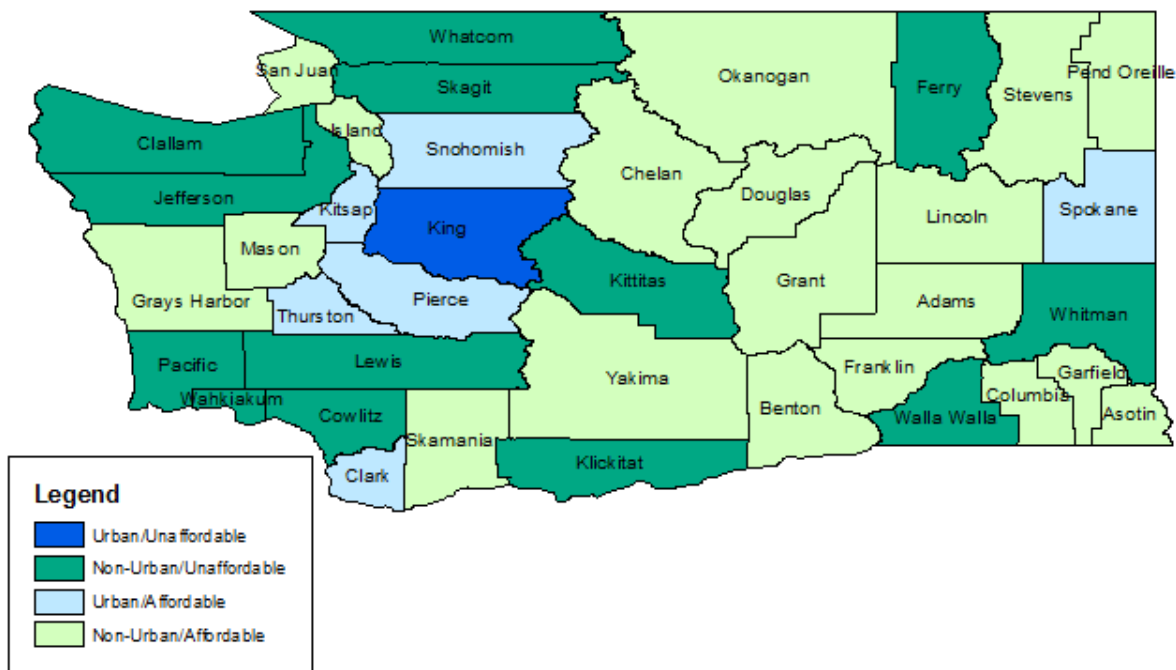 Whatcom
San Juan
Okanogan
Pend Oreille
Skagit
Ferry
Stevens
Island
Clallam
Snohomish
Chelan
Douglas
Jefferson
Kitsap
Lincoln
Spokane
King
Mason
Kittitas
Grant
Grays Harbor
Pierce
Adams
Thurston
Whitman
Pacific
Lewis
Yakima
Franklin
Garfield
Wahkiakum
Columbia
Cowlitz
Benton
Walla Walla
Asotin
Skamania
Klickitat
Clark
Legend
Urban/Unaffordable
Non-Urban/Unaffordable
Urban/Affordable
Non-Urban/Affordable